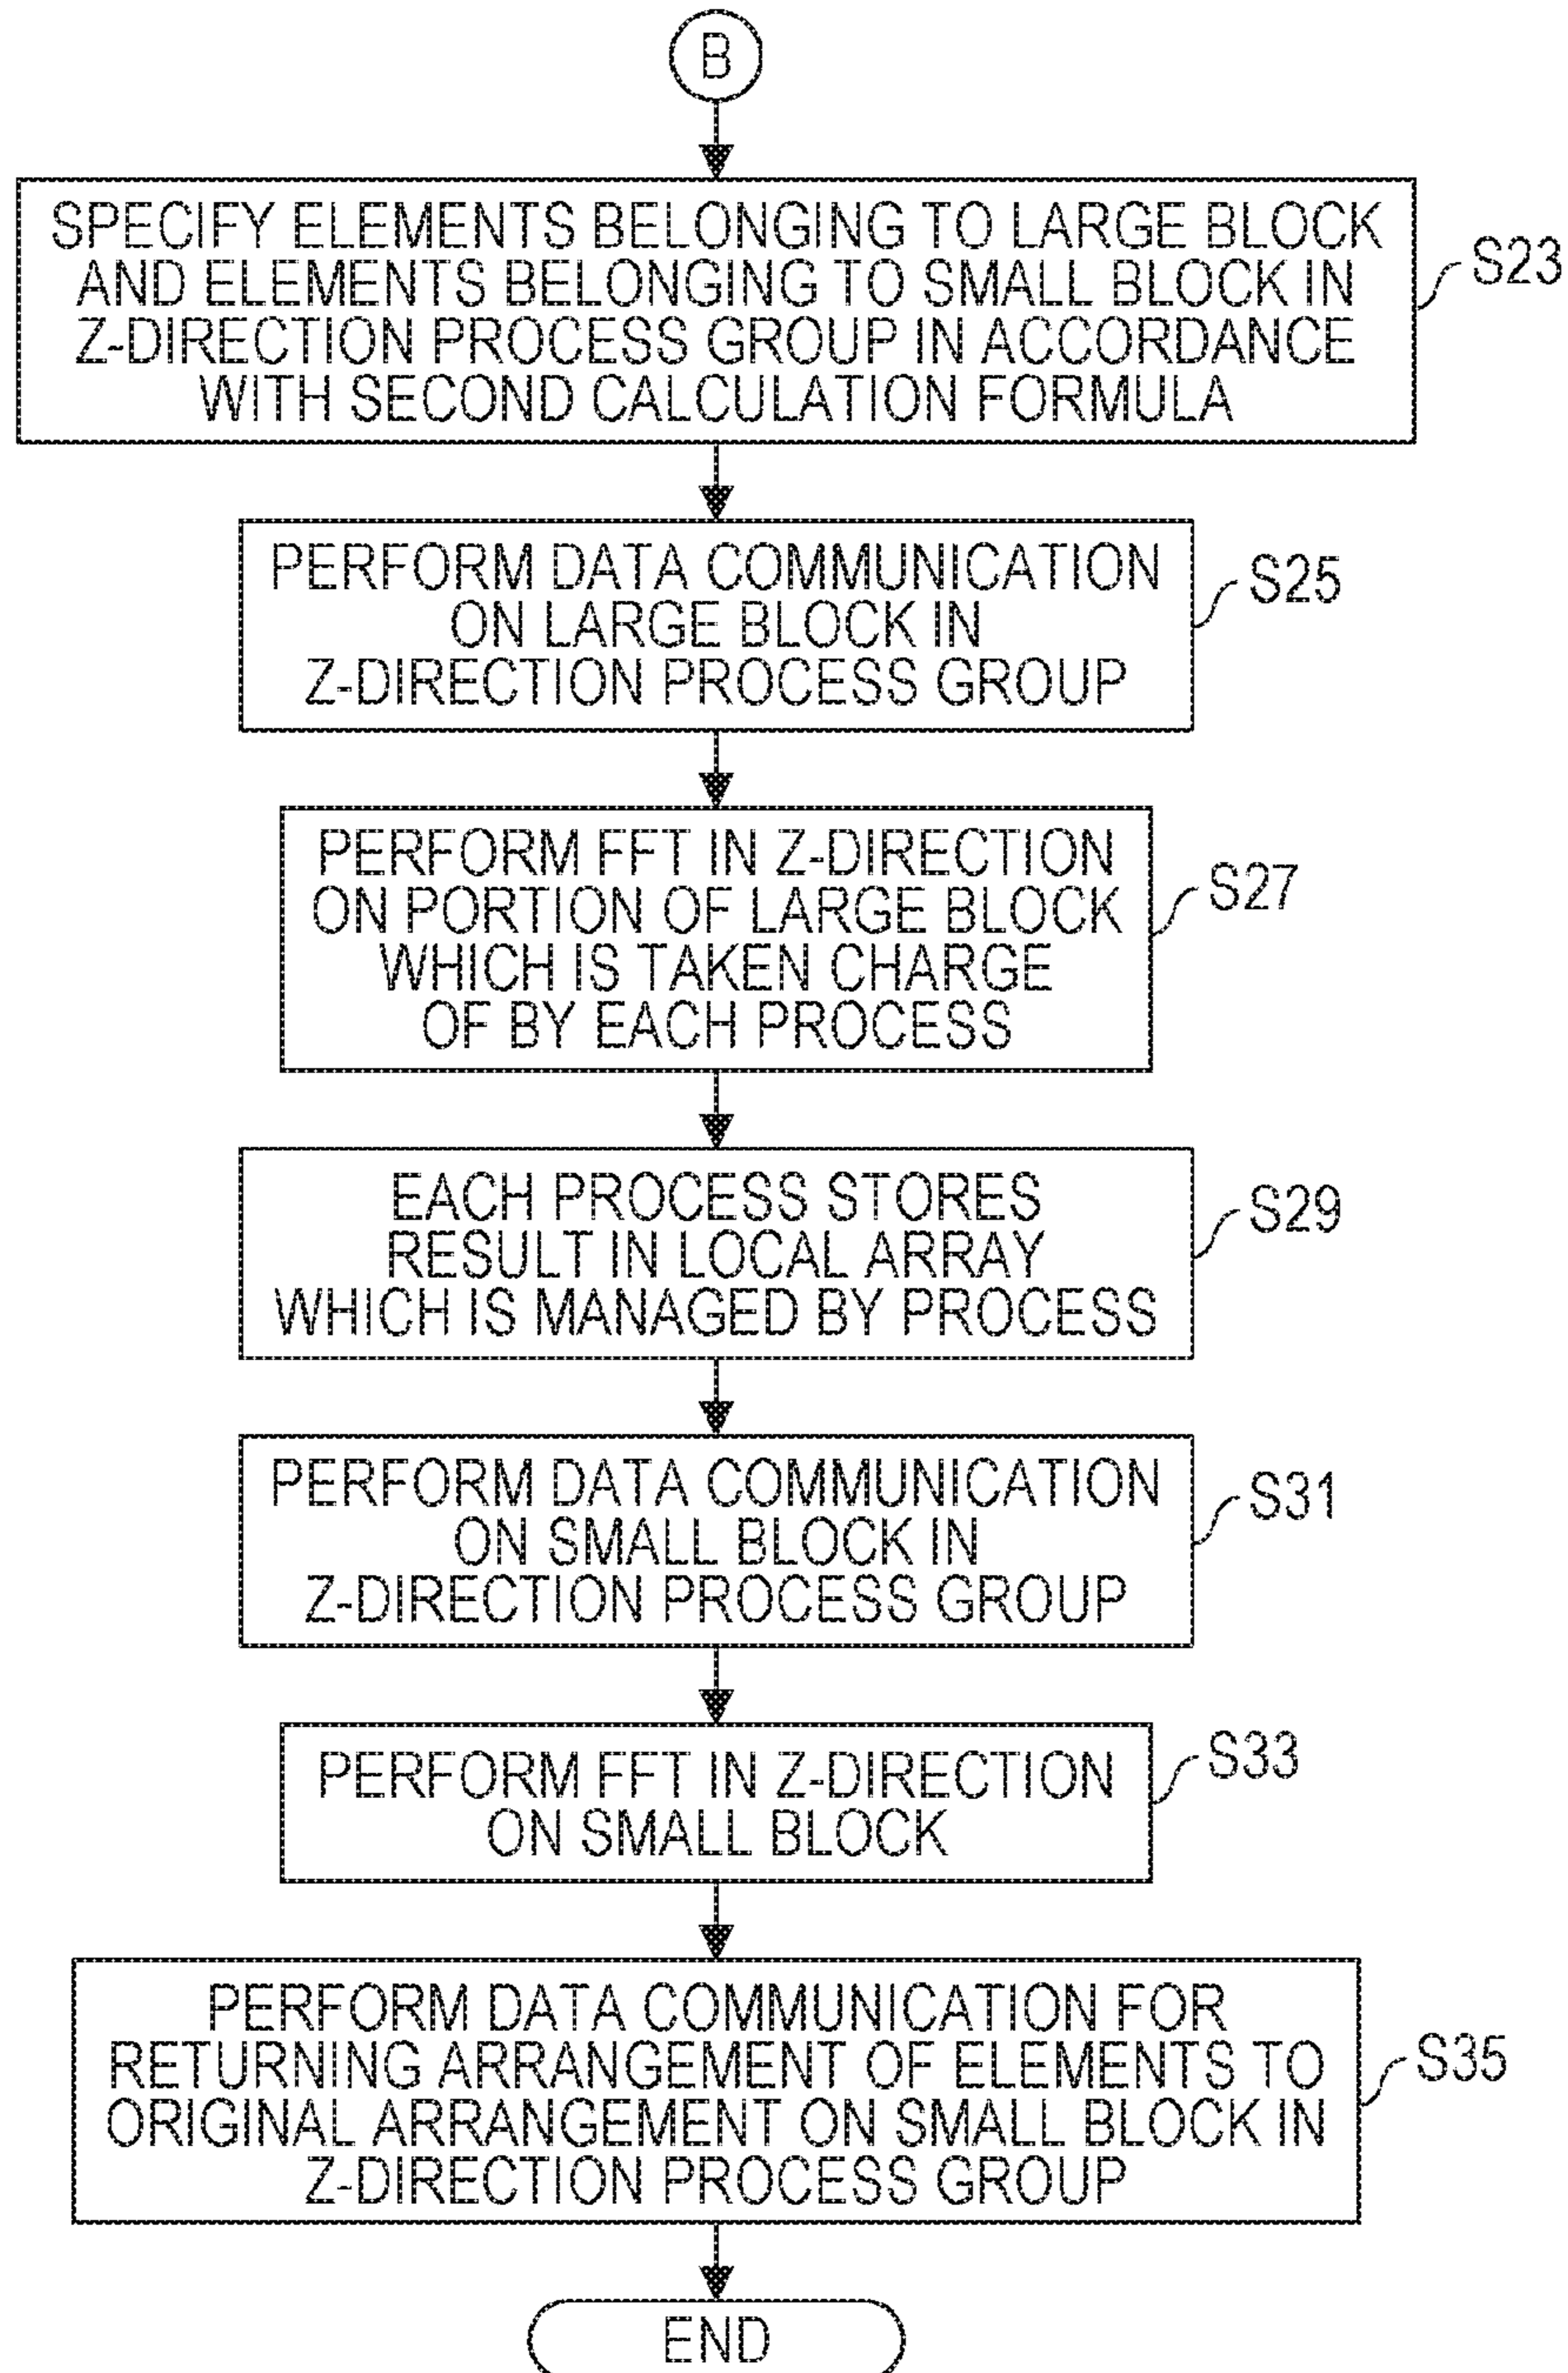 B
SPECIFY ELEMENTS BELONGING TO LARGE BLOCK
AND ELEMENTS BELONGING TO SMALL BLOCK IN
Z-DIRECTION PROCESS GROUP IN ACCORDANCE
WITH SECOND CALCULATION FORMULA
S23
PERFORM DATA COMMUNICATION
ON LARGE BLOCK IN
Z-DIRECTION PROCESS GROUP
S25
PERFORM FFT IN Z-DIRECTION
ON PORTION OF LARGE BLOCK
WHICH IS TAKEN CHARGE
OF BY EACH PROCESS
S27
EACH PROCESS STORES
RESULT IN LOCAL ARRAY
WHICH IS MANAGED BY PROCESS
S29
PERFORM DATA COMMUNICATION
ON SMALL BLOCK IN
Z-DIRECTION PROCESS GROUP
S31
PERFORM FFT IN Z-DIRECTION
ON SMALL BLOCK
S33
PERFORM DATA COMMUNICATION FOR
RETURNING ARRANGEMENT OF ELEMENTS TO
ORIGINAL ARRANGEMENT ON SMALL BLOCK IN
Z-DIRECTION PROCESS GROUP
S35
END